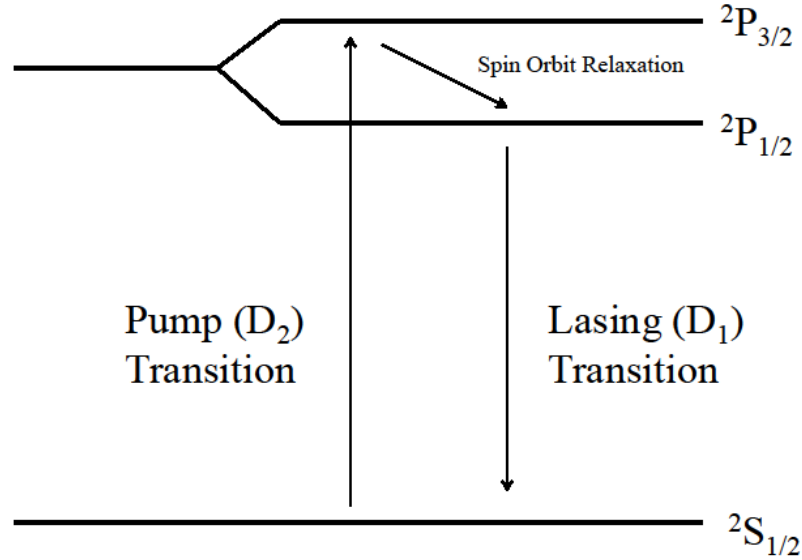 ²P₃/₂
Spin Orbit Relaxation
²P₁/₂
Pump (D₂)
Transition
Lasing (D₁)
Transition
²S₁/₂